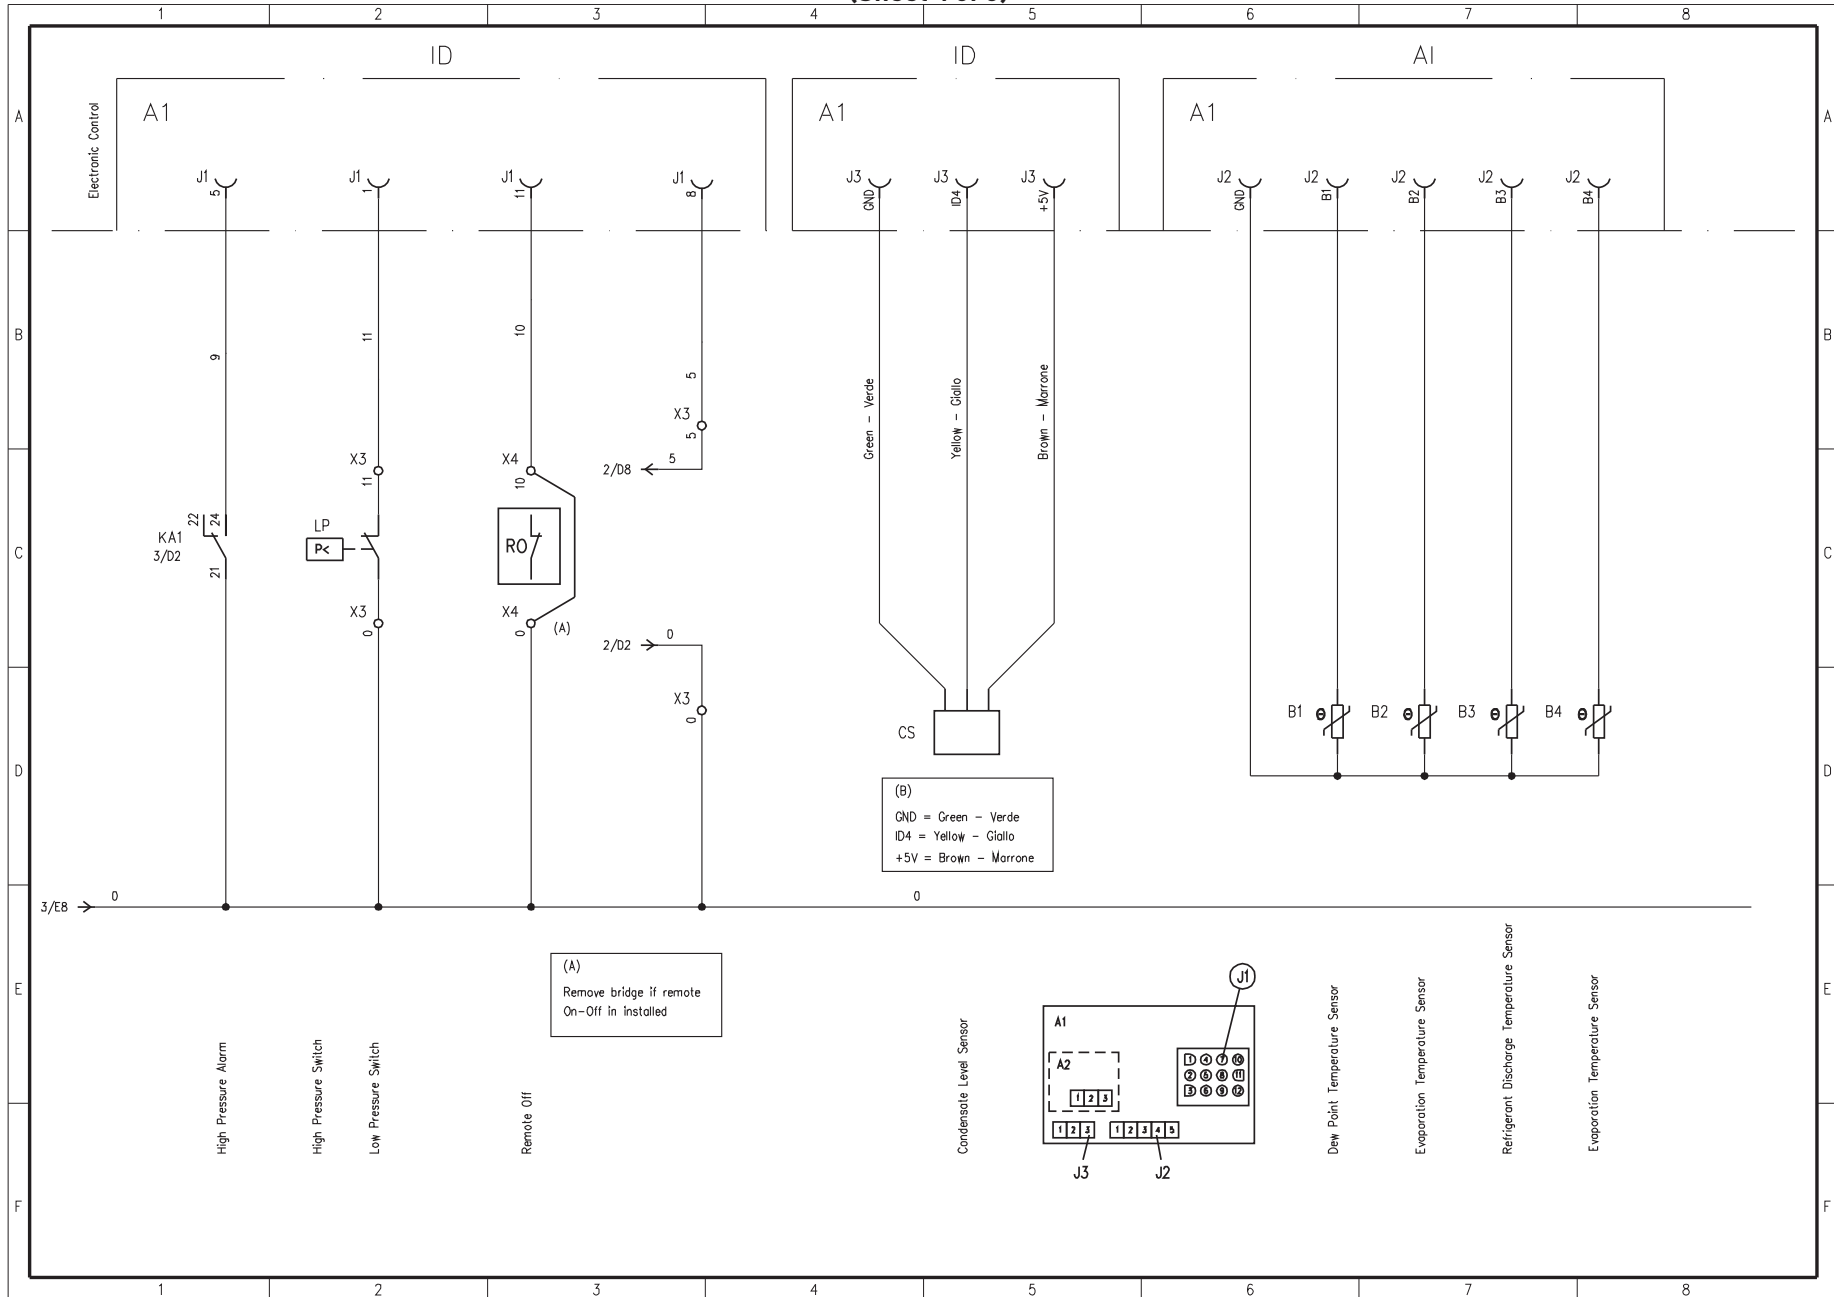 1 2 3 4 5 6 7 8
ID ID AI
A A
Electronic Control
A1 A1 A1
J1 J1 J1 J1 J3 J3 J3 J2 J2 J2 J2 J2
5 1 11 8 GND ID4 +5V GND B1 B2 B3 B4
B B
9 11 10 5
Green - Verde
Yellow - Giallo
Brown - Marrone
X3
5
X3 X4
11 10
2/D8 5
C C
22 24
KA1
3/D2
21
LP
P<
RO
X3 X4
0 0 (A)
2/D2 0
X3
0
CS
B1 θ B2 θ B3 θ B4 θ
D D
(B)
GND = Green - Verde
ID4 = Yellow - Giallo
+5V = Brown - Marrone
3/E8 0 0
E E
(A)
Remove bridge if remote
On-Off in installed
High Pressure Alarm
High Pressure Switch
Low Pressure Switch
Remote Off
Condensate Level Sensor
J1
A1
A2
1 2 3
1 4 7 10
2 5 8 11
3 6 9 12
1 2 3
1 2 3 4 5
J3 J2
Dew Point Temperature Sensor
Evaporation Temperature Sensor
Refrigerant Discharge Temperature Sensor
Evaporation Temperature Sensor
F F
1 2 3 4 5 6 7 8